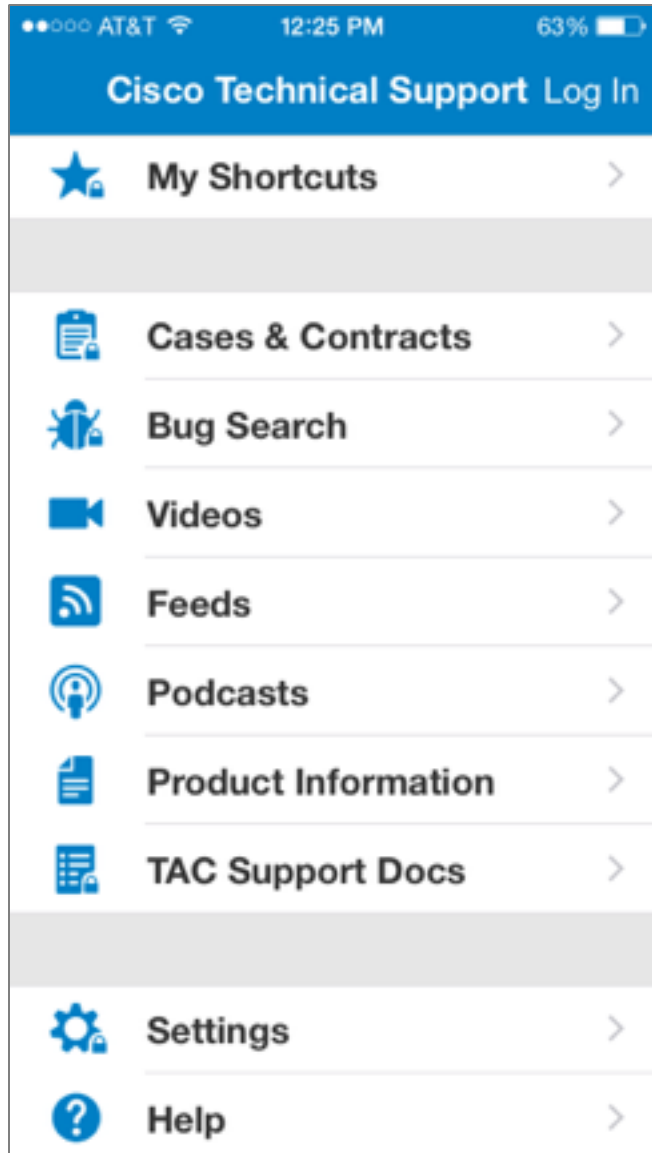 AT&T 12:25 PM 63%
Cisco Technical Support Log In
My Shortcuts
Cases & Contracts
Bug Search
Videos
Feeds
Podcasts
Product Information
TAC Support Docs
Settings
Help